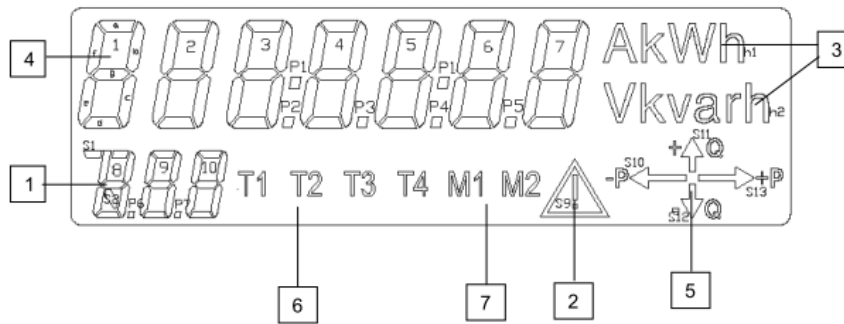 a
1 2 3 4 5 6 7 AkWh h1
f b
g
P1 P1
4 3
e c
d
P2 P3 P4 P5
Vkvarh h2
S1 S11
+ Q
8 9 10 T1 T2 T3 T4 M1 M2 S10
1 -P +P
S9 S13
P6 P7 S12 Q
6 7 2 5